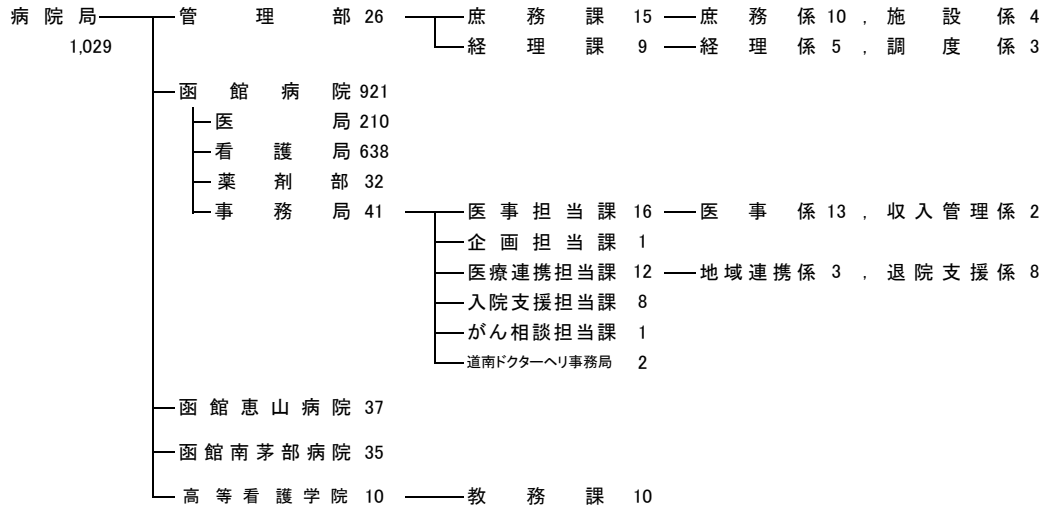 病院局 管理部 26 庶務課 15 庶務係 10 , 施設係 4
1,029 経理課 9 経理係 5 , 調度係 3
函館病院 921
医局 210
看護局 638
薬剤部 32
事務局 41 医事担当課 16 医事係 13 , 収入管理係 2
企画担当課 1
医療連携担当課 12 地域連携係 3 , 退院支援係 8
入院支援担当課 8
がん相談担当課 1
道南ドクターヘリ事務局 2
函館恵山病院 37
函館南茅部病院 35
高等看護学院 10 教務課 10